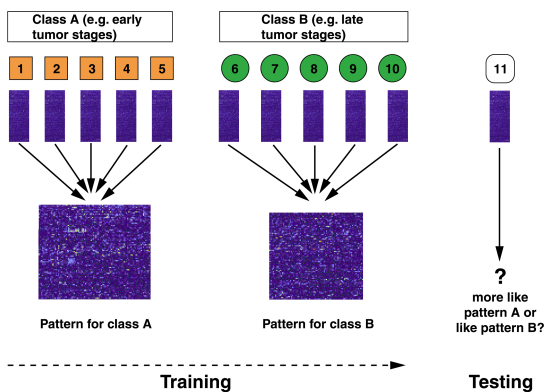 Class A (e.g. early
tumor stages)
Class B (e.g. late
tumor stages)
1 2 3 4 5 6 7 8 9 10 11
?
more like
pattern A or
like pattern B?
Pattern for class A
Pattern for class B
Training
Testing